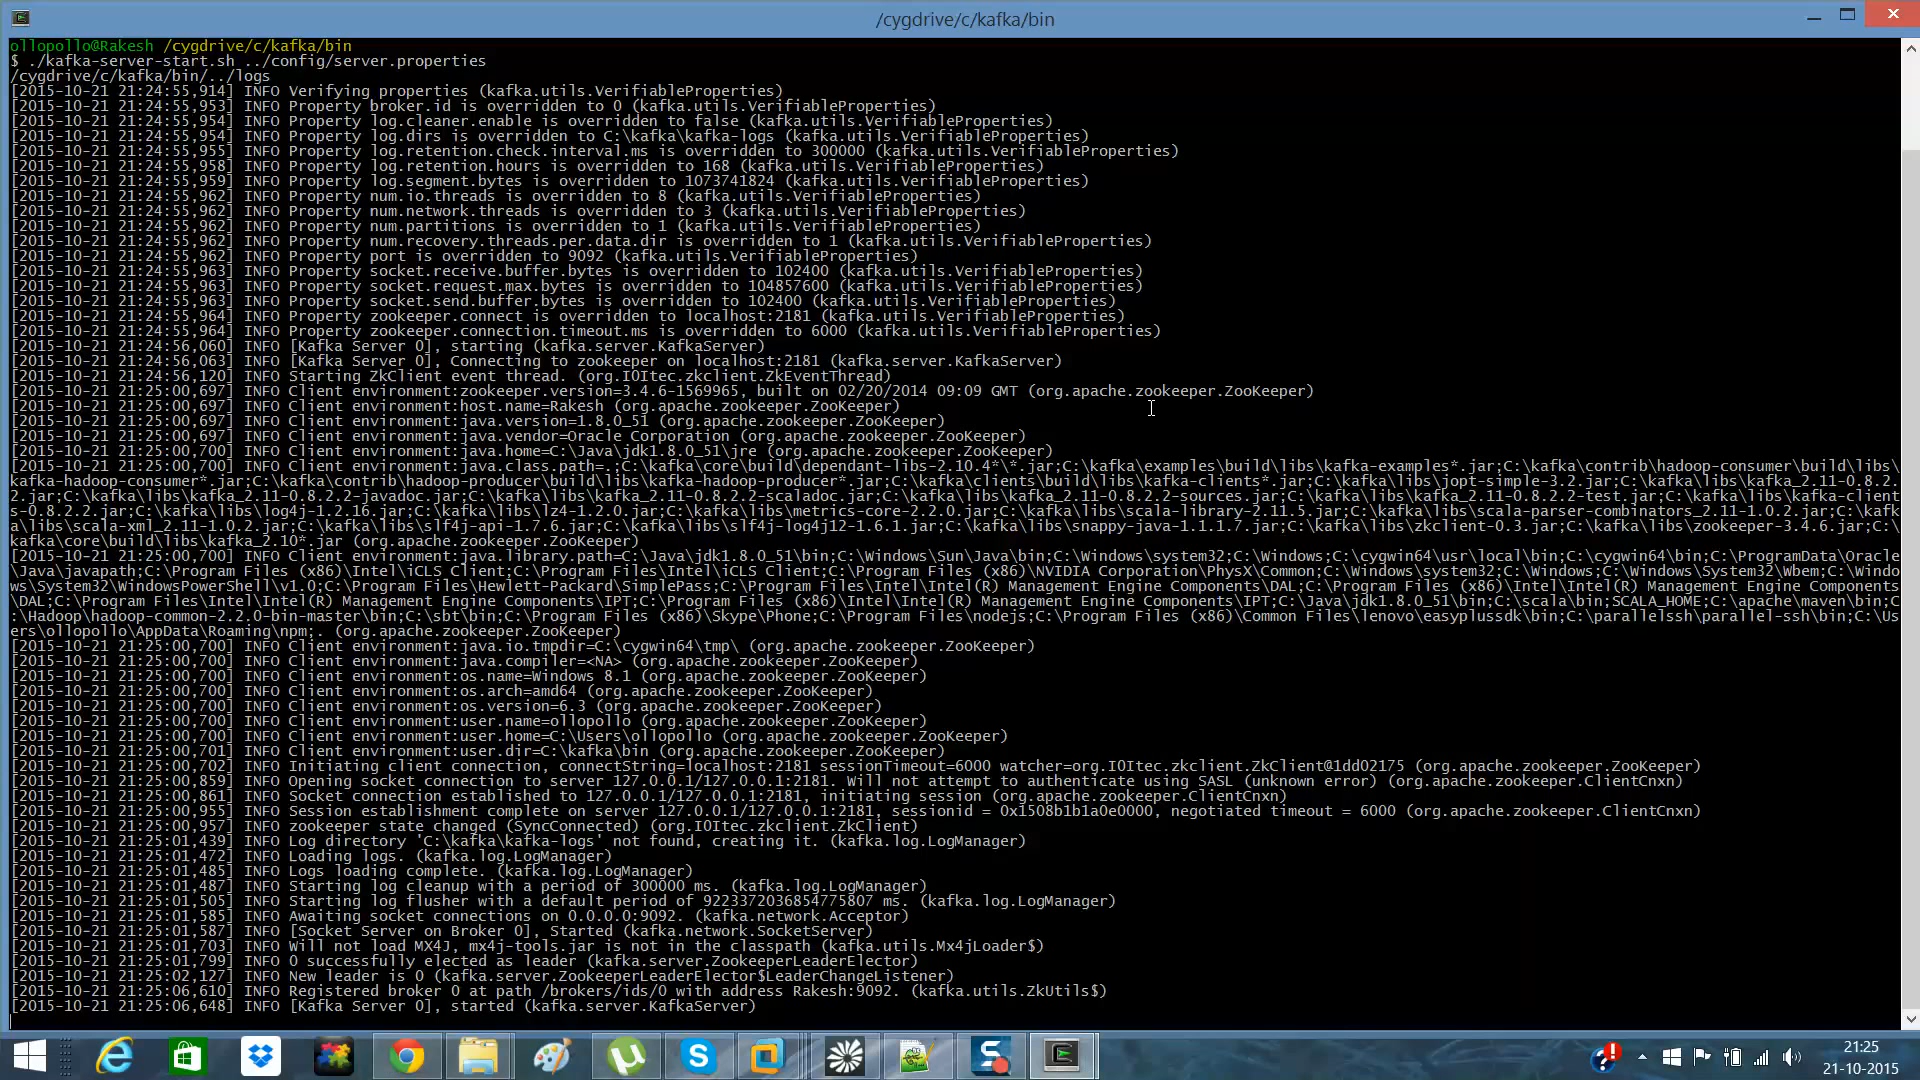 /cygdrive/c/kafka/bin
ollopollo@Rakesh /cygdrive/c/kafka/bin
$ ./kafka-server-start.sh ../config/server.properties
/cygdrive/c/kafka/bin/../logs
[2015-10-21 21:24:55,914] INFO Verifying properties (kafka.utils.VerifiableProperties)
[2015-10-21 21:24:55,953] INFO Property broker.id is overridden to 0 (kafka.utils.VerifiableProperties)
[2015-10-21 21:24:55,954] INFO Property log.cleaner.enable is overridden to false (kafka.utils.VerifiableProperties)
[2015-10-21 21:24:55,954] INFO Property log.dirs is overridden to C:\kafka\kafka-logs (kafka.utils.VerifiableProperties)
[2015-10-21 21:24:55,955] INFO Property log.retention.check.interval.ms is overridden to 300000 (kafka.utils.VerifiableProperties)
[2015-10-21 21:24:55,958] INFO Property log.retention.hours is overridden to 168 (kafka.utils.VerifiableProperties)
[2015-10-21 21:24:55,959] INFO Property log.segment.bytes is overridden to 1073741824 (kafka.utils.VerifiableProperties)
[2015-10-21 21:24:55,962] INFO Property num.io.threads is overridden to 8 (kafka.utils.VerifiableProperties)
[2015-10-21 21:24:55,962] INFO Property num.network.threads is overridden to 3 (kafka.utils.VerifiableProperties)
[2015-10-21 21:24:55,962] INFO Property num.partitions is overridden to 1 (kafka.utils.VerifiableProperties)
[2015-10-21 21:24:55,962] INFO Property num.recovery.threads.per.data.dir is overridden to 1 (kafka.utils.VerifiableProperties)
[2015-10-21 21:24:55,962] INFO Property port is overridden to 9092 (kafka.utils.VerifiableProperties)
[2015-10-21 21:24:55,963] INFO Property socket.receive.buffer.bytes is overridden to 102400 (kafka.utils.VerifiableProperties)
[2015-10-21 21:24:55,963] INFO Property socket.request.max.bytes is overridden to 104857600 (kafka.utils.VerifiableProperties)
[2015-10-21 21:24:55,963] INFO Property socket.send.buffer.bytes is overridden to 102400 (kafka.utils.VerifiableProperties)
[2015-10-21 21:24:55,964] INFO Property zookeeper.connect is overridden to localhost:2181 (kafka.utils.VerifiableProperties)
[2015-10-21 21:24:55,964] INFO Property zookeeper.connection.timeout.ms is overridden to 6000 (kafka.utils.VerifiableProperties)
[2015-10-21 21:24:56,060] INFO [Kafka Server 0], starting (kafka.server.KafkaServer)
[2015-10-21 21:24:56,063] INFO [Kafka Server 0], Connecting to zookeeper on localhost:2181 (kafka.server.KafkaServer)
[2015-10-21 21:24:56,120] INFO Starting ZkClient event thread. (org.I0Itec.zkclient.ZkEventThread)
[2015-10-21 21:25:00,697] INFO Client environment:zookeeper.version=3.4.6-1569965, built on 02/20/2014 09:09 GMT (org.apache.zookeeper.ZooKeeper)
[2015-10-21 21:25:00,697] INFO Client environment:host.name=Rakesh (org.apache.zookeeper.ZooKeeper)
[2015-10-21 21:25:00,697] INFO Client environment:java.version=1.8.0_51 (org.apache.zookeeper.ZooKeeper)
[2015-10-21 21:25:00,697] INFO Client environment:java.vendor=Oracle Corporation (org.apache.zookeeper.ZooKeeper)
[2015-10-21 21:25:00,700] INFO Client environment:java.home=C:\Java\jdk1.8.0_51\jre (org.apache.zookeeper.ZooKeeper)
[2015-10-21 21:25:00,700] INFO Client environment:java.class.path=.;C:\kafka\core\build\dependant-libs-2.10.4*\*.jar;C:\kafka\examples\build\libs\kafka-examples*.jar;C:\kafka\contrib\hadoop-consumer\build\libs\
kafka-hadoop-consumer*.jar;C:\kafka\contrib\hadoop-producer\build\libs\kafka-hadoop-producer*.jar;C:\kafka\clients\build\libs\kafka-clients*.jar;C:\kafka\libs\jopt-simple-3.2.jar;C:\kafka\libs\kafka_2.11-0.8.2.
2.jar;C:\kafka\libs\kafka_2.11-0.8.2.2-javadoc.jar;C:\kafka\libs\kafka_2.11-0.8.2.2-scaladoc.jar;C:\kafka\libs\kafka_2.11-0.8.2.2-sources.jar;C:\kafka\libs\kafka_2.11-0.8.2.2-test.jar;C:\kafka\libs\kafka-client
s-0.8.2.2.jar;C:\kafka\libs\log4j-1.2.16.jar;C:\kafka\libs\lz4-1.2.0.jar;C:\kafka\libs\metrics-core-2.2.0.jar;C:\kafka\libs\scala-library-2.11.5.jar;C:\kafka\libs\scala-parser-combinators_2.11-1.0.2.jar;C:\kafk
a\libs\scala-xml_2.11-1.0.2.jar;C:\kafka\libs\slf4j-api-1.7.6.jar;C:\kafka\libs\slf4j-log4j12-1.6.1.jar;C:\kafka\libs\snappy-java-1.1.1.7.jar;C:\kafka\libs\zkclient-0.3.jar;C:\kafka\libs\zookeeper-3.4.6.jar;C:\
kafka\core\build\libs\kafka_2.10*.jar (org.apache.zookeeper.ZooKeeper)
[2015-10-21 21:25:00,700] INFO Client environment:java.library.path=C:\Java\jdk1.8.0_51\bin;C:\Windows\Sun\Java\bin;C:\Windows\system32;C:\Windows;C:\cygwin64\usr\local\bin;C:\cygwin64\bin;C:\ProgramData\Oracle
\Java\javapath;C:\Program Files (x86)\Intel\iCLS Client;C:\Program Files\Intel\iCLS Client;C:\Program Files (x86)\NVIDIA Corporation\PhysX\Common;C:\Windows\system32;C:\Windows;C:\Windows\System32\Wbem;C:\Windo
ws\System32\WindowsPowerShell\v1.0;C:\Program Files\Hewlett-Packard\SimplePass;C:\Program Files\Intel\Intel(R) Management Engine Components\DAL;C:\Program Files (x86)\Intel\Intel(R) Management Engine Components
\DAL;C:\Program Files\Intel\Intel(R) Management Engine Components\IPT;C:\Program Files (x86)\Intel\Intel(R) Management Engine Components\IPT;C:\Java\jdk1.8.0_51\bin;C:\scala\bin;SCALA_HOME;C:\apache\maven\bin;C
:\Hadoop\hadoop-common-2.2.0-bin-master\bin;C:\sbt\bin;C:\Program Files (x86)\Skype\Phone;C:\Program Files\nodejs;C:\Program Files (x86)\Common Files\lenovo\easyplussdk\bin;C:\parallelssh\parallel-ssh\bin;C:\Us
ers\ollopollo\AppData\Roaming\npm;. (org.apache.zookeeper.ZooKeeper)
[2015-10-21 21:25:00,700] INFO Client environment:java.io.tmpdir=C:\cygwin64\tmp\ (org.apache.zookeeper.ZooKeeper)
[2015-10-21 21:25:00,700] INFO Client environment:java.compiler=<NA> (org.apache.zookeeper.ZooKeeper)
[2015-10-21 21:25:00,700] INFO Client environment:os.name=Windows 8.1 (org.apache.zookeeper.ZooKeeper)
[2015-10-21 21:25:00,700] INFO Client environment:os.arch=amd64 (org.apache.zookeeper.ZooKeeper)
[2015-10-21 21:25:00,700] INFO Client environment:os.version=6.3 (org.apache.zookeeper.ZooKeeper)
[2015-10-21 21:25:00,700] INFO Client environment:user.name=ollopollo (org.apache.zookeeper.ZooKeeper)
[2015-10-21 21:25:00,700] INFO Client environment:user.home=C:\Users\ollopollo (org.apache.zookeeper.ZooKeeper)
[2015-10-21 21:25:00,701] INFO Client environment:user.dir=C:\kafka\bin (org.apache.zookeeper.ZooKeeper)
[2015-10-21 21:25:00,702] INFO Initiating client connection, connectString=localhost:2181 sessionTimeout=6000 watcher=org.I0Itec.zkclient.ZkClient@1dd02175 (org.apache.zookeeper.ZooKeeper)
[2015-10-21 21:25:00,859] INFO Opening socket connection to server 127.0.0.1/127.0.0.1:2181. Will not attempt to authenticate using SASL (unknown error) (org.apache.zookeeper.ClientCnxn)
[2015-10-21 21:25:00,861] INFO Socket connection established to 127.0.0.1/127.0.0.1:2181, initiating session (org.apache.zookeeper.ClientCnxn)
[2015-10-21 21:25:00,955] INFO Session establishment complete on server 127.0.0.1/127.0.0.1:2181, sessionid = 0x1508b1b1a0e0000, negotiated timeout = 6000 (org.apache.zookeeper.ClientCnxn)
[2015-10-21 21:25:00,957] INFO zookeeper state changed (SyncConnected) (org.I0Itec.zkclient.ZkClient)
[2015-10-21 21:25:01,439] INFO Log directory 'C:\kafka\kafka-logs' not found, creating it. (kafka.log.LogManager)
[2015-10-21 21:25:01,472] INFO Loading logs. (kafka.log.LogManager)
[2015-10-21 21:25:01,485] INFO Logs loading complete. (kafka.log.LogManager)
[2015-10-21 21:25:01,487] INFO Starting log cleanup with a period of 300000 ms. (kafka.log.LogManager)
[2015-10-21 21:25:01,505] INFO Starting log flusher with a default period of 9223372036854775807 ms. (kafka.log.LogManager)
[2015-10-21 21:25:01,585] INFO Awaiting socket connections on 0.0.0.0:9092. (kafka.network.Acceptor)
[2015-10-21 21:25:01,587] INFO [Socket Server on Broker 0], Started (kafka.network.SocketServer)
[2015-10-21 21:25:01,703] INFO Will not load MX4J, mx4j-tools.jar is not in the classpath (kafka.utils.Mx4jLoader$)
[2015-10-21 21:25:01,799] INFO 0 successfully elected as leader (kafka.server.ZookeeperLeaderElector)
[2015-10-21 21:25:02,127] INFO New leader is 0 (kafka.server.ZookeeperLeaderElector$LeaderChangeListener)
[2015-10-21 21:25:06,610] INFO Registered broker 0 at path /brokers/ids/0 with address Rakesh:9092. (kafka.utils.ZkUtils$)
[2015-10-21 21:25:06,648] INFO [Kafka Server 0], started (kafka.server.KafkaServer)
21:25
21-10-2015